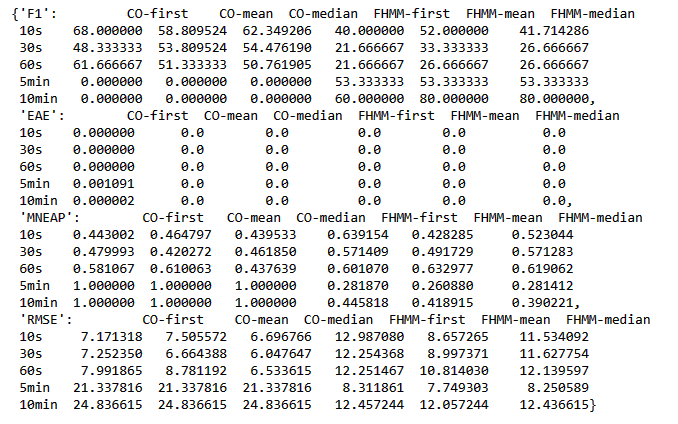 {'F1':        CO-first    CO-mean  CO-median  FHMM-first  FHMM-mean  FHMM-median
10s    68.000000  58.809524  62.349206   40.000000  52.000000    41.714286
30s    48.333333  53.809524  54.476190   21.666667  33.333333    26.666667
60s    61.666667  51.333333  50.761905   21.666667  26.666667    26.666667
5min    0.000000   0.000000   0.000000   53.333333  53.333333    53.333333
10min   0.000000   0.000000   0.000000   60.000000  80.000000    80.000000,
'EAE':        CO-first  CO-mean  CO-median  FHMM-first  FHMM-mean  FHMM-median
10s    0.000000      0.0        0.0         0.0        0.0          0.0
30s    0.000000      0.0        0.0         0.0        0.0          0.0
60s    0.000000      0.0        0.0         0.0        0.0          0.0
5min   0.001091      0.0        0.0         0.0        0.0          0.0
10min  0.000002      0.0        0.0         0.0        0.0          0.0,
'MNEAP':        CO-first   CO-mean  CO-median  FHMM-first  FHMM-mean  FHMM-median
10s    0.443002  0.464797   0.439533    0.639154   0.428285     0.523044
30s    0.479993  0.420272   0.461850    0.571409   0.491729     0.571283
60s    0.581067  0.610063   0.437639    0.601070   0.632977     0.619062
5min   1.000000  1.000000   1.000000    0.281870   0.260880     0.281412
10min  1.000000  1.000000   1.000000    0.445818   0.418915     0.390221,
'RMSE':         CO-first    CO-mean  CO-median  FHMM-first  FHMM-mean  FHMM-median
10s     7.171318   7.505572   6.696766   12.987080   8.657265    11.534092
30s     7.252350   6.664388   6.047647   12.254368   8.997371    11.627754
60s     7.991865   8.781192   6.533615   12.251467  10.814030    12.139597
5min   21.337816  21.337816  21.337816    8.311861   7.749303     8.250589
10min  24.836615  24.836615  24.836615   12.457244  12.057244    12.436615}